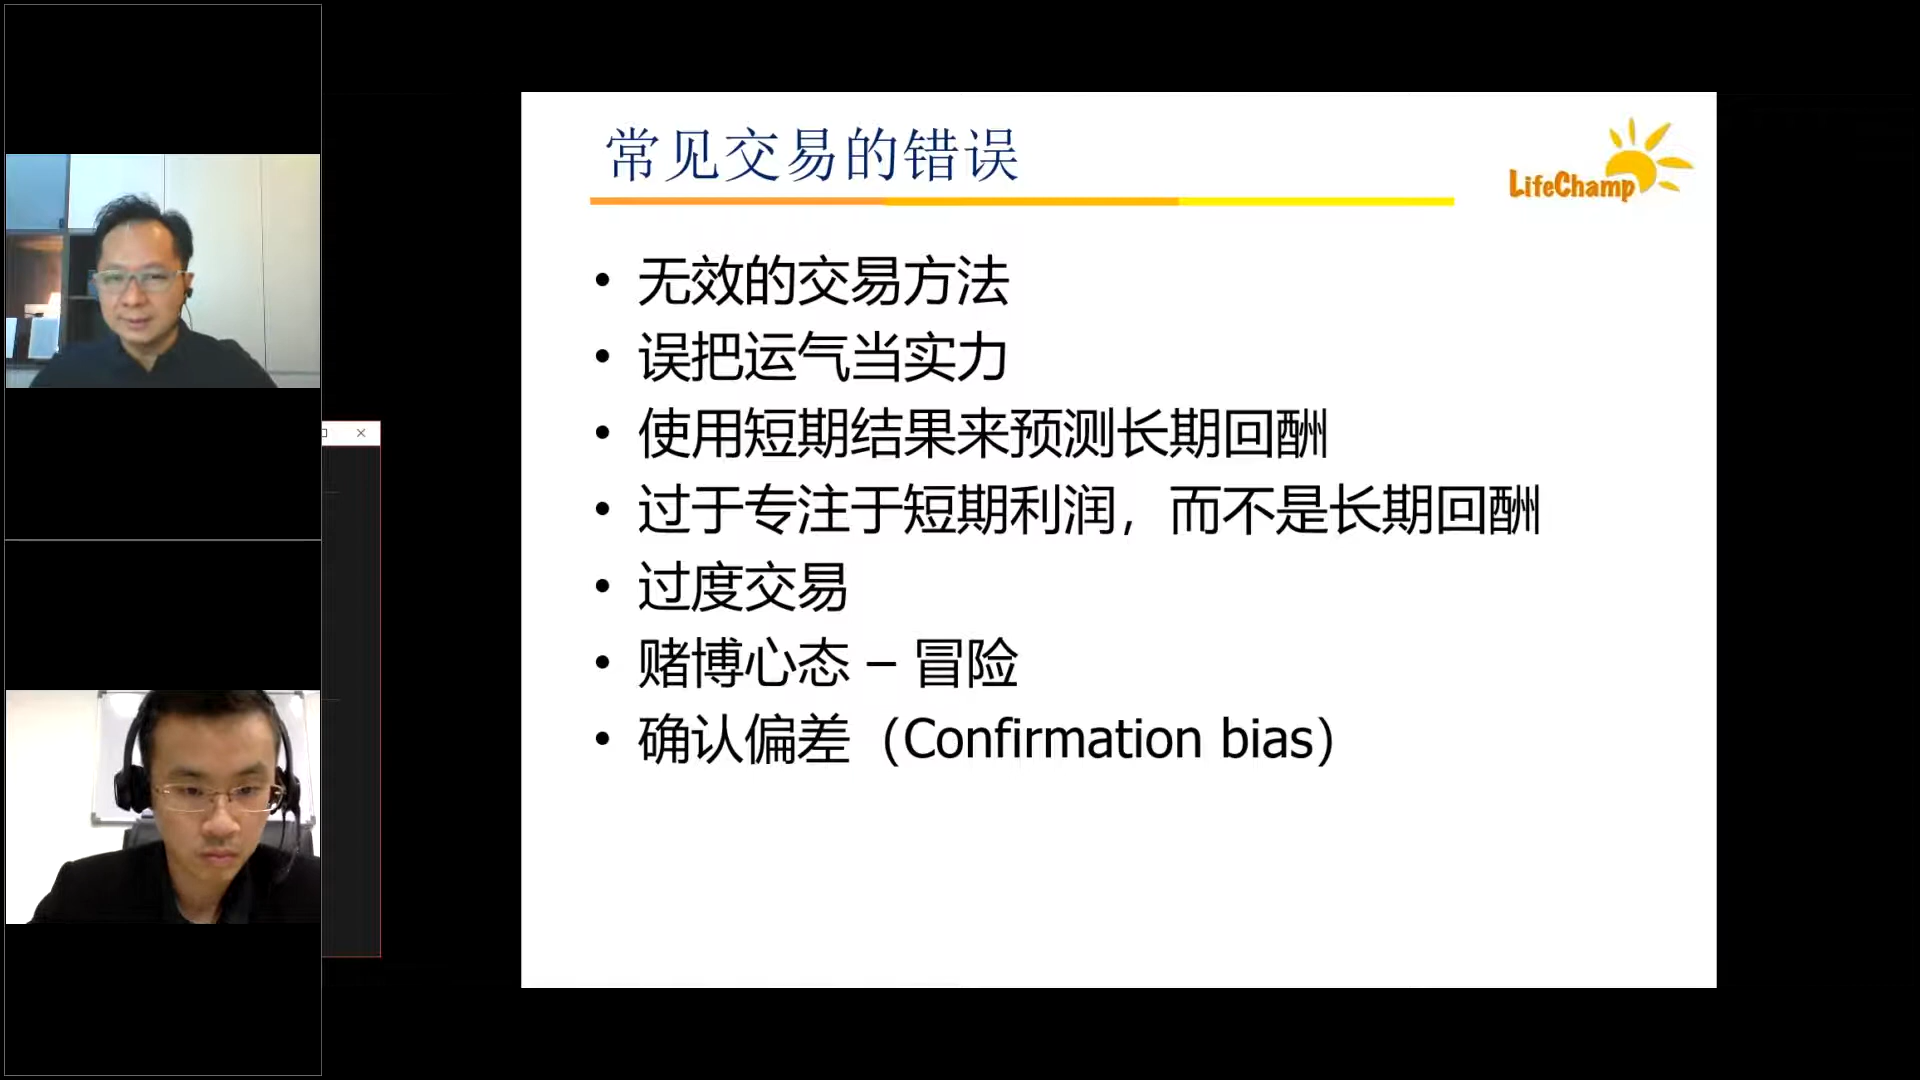 常见交易的错误
LifeChamp
• 无效的交易方法
• 误把运气当实力
• 使用短期结果来预测长期回酬
• 过于专注于短期利润，而不是长期回酬
• 过度交易
• 赌博心态 – 冒险
• 确认偏差（Confirmation bias）